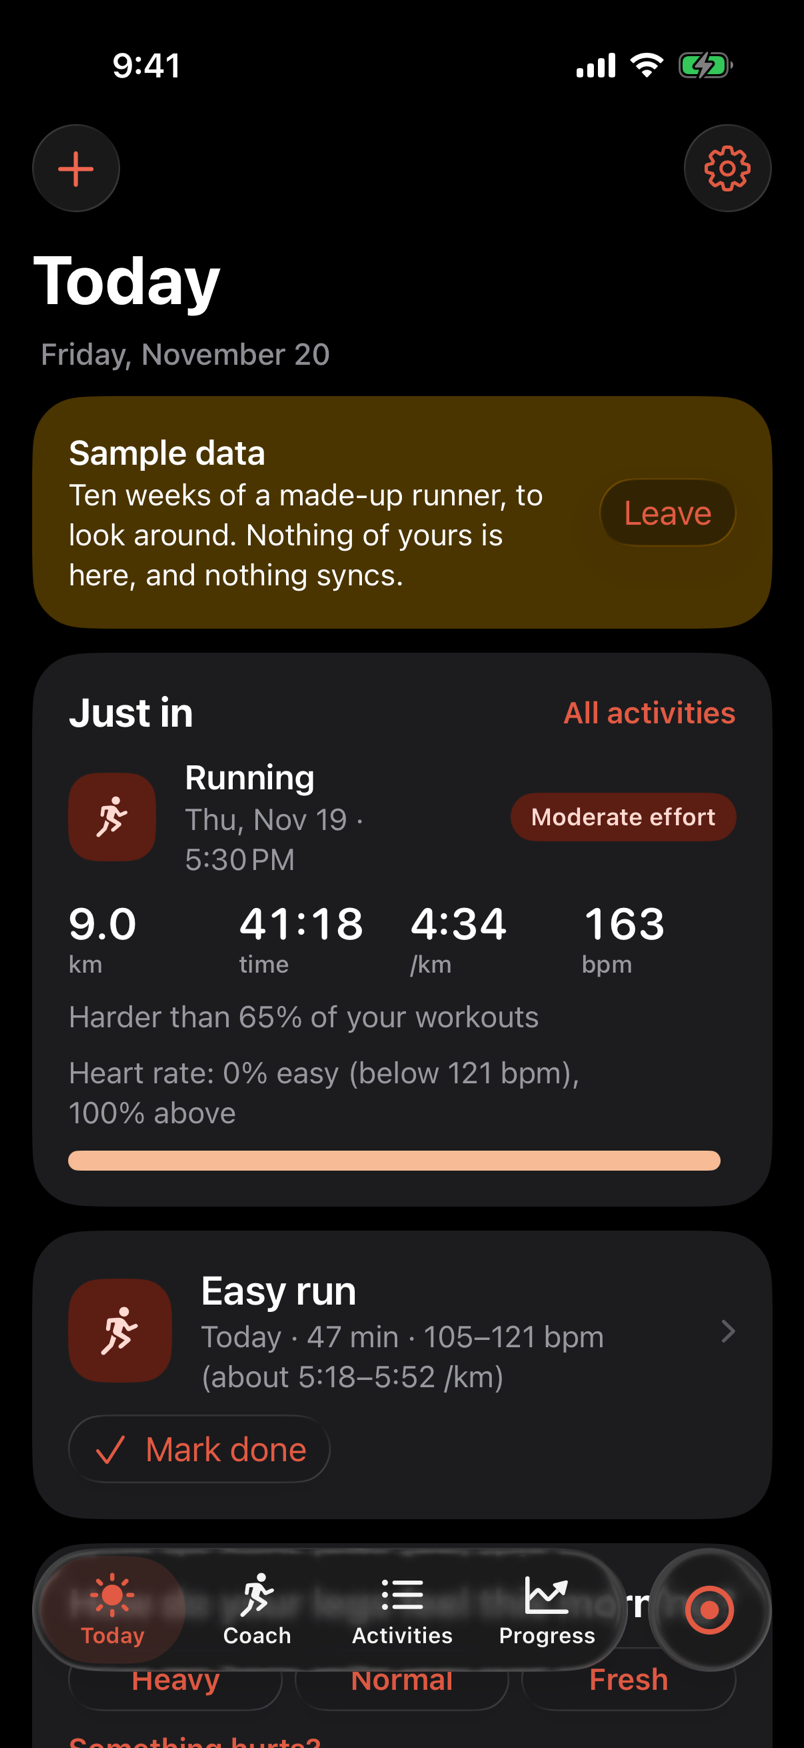 9:41
Today
Friday, November 20
Sample data
Ten weeks of a made-up runner, to
look around. Nothing of yours is
here, and nothing syncs.
Leave
Just in
All activities
Running
Thu, Nov 19 ·
5:30 PM
Moderate effort
9.0
km
41:18
time
4:34
/km
163
bpm
Harder than 65% of your workouts
Heart rate: 0% easy (below 121 bpm),
100% above
Easy run
Today · 47 min · 105–121 bpm
(about 5:18–5:52 /km)
Mark done
Today
Coach
Activities
Progress
Heavy
Normal
Fresh
Something hurts?